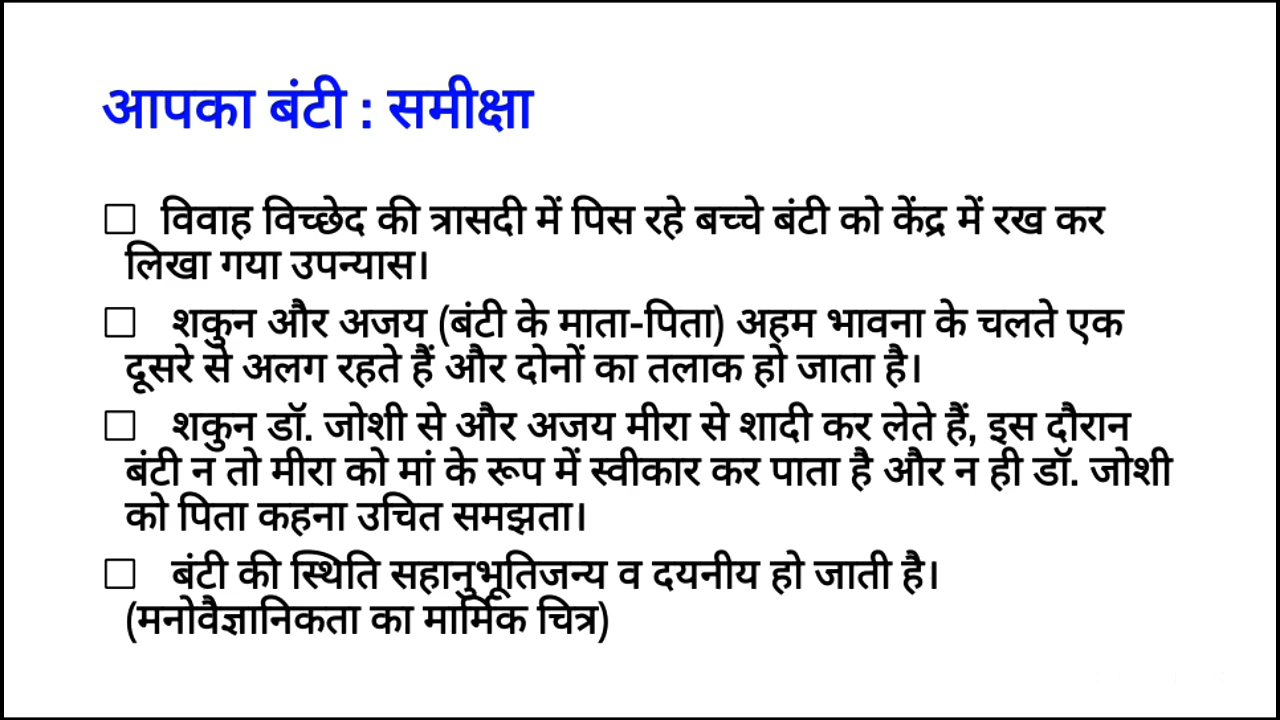 आपका बंटी : समीक्षा
□ विवाह विच्छेद की त्रासदी में पिस रहे बच्चे बंटी को केंद्र में रख कर
लिखा गया उपन्यास।
□ शकुन और अजय (बंटी के माता-पिता) अहम भावना के चलते एक
दूसरे से अलग रहते हैं और दोनों का तलाक हो जाता है।
□ शकुन डॉ. जोशी से और अजय मीरा से शादी कर लेते हैं, इस दौरान
बंटी न तो मीरा को मां के रूप में स्वीकार कर पाता है और न ही डॉ. जोशी
को पिता कहना उचित समझता।
□ बंटी की स्थिति सहानुभूतिजन्य व दयनीय हो जाती है।
(मनोवैज्ञानिकता का मार्मिक चित्र)